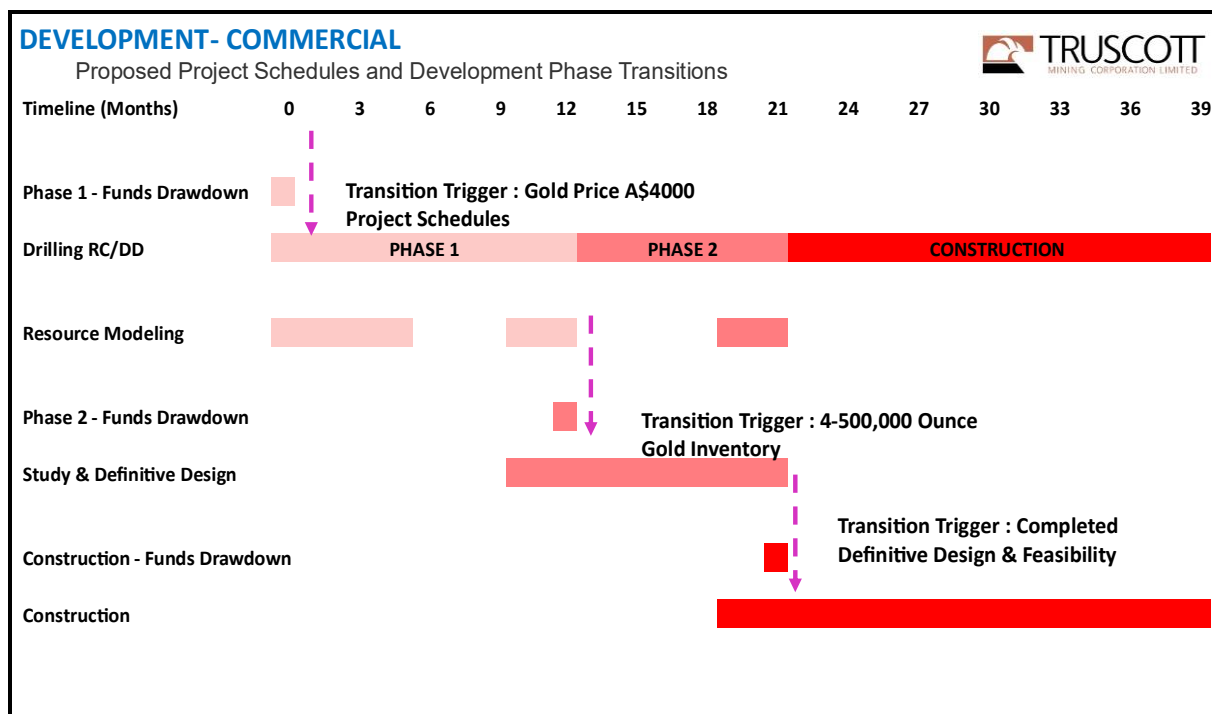 DEVELOPMENT- COMMERCIAL
TRUSCOTT
MINING CORPORATION LIMITED
Proposed Project Schedules and Development Phase Transitions
Timeline (Months) 0 3 6 9 12 15 18 21 24 27 30 33 36 39
Phase 1 - Funds Drawdown
Transition Trigger : Gold Price A$4000
Project Schedules
Drilling RC/DD PHASE 1 PHASE 2 CONSTRUCTION
Resource Modeling
Phase 2 - Funds Drawdown
Transition Trigger : 4-500,000 Ounce
Gold Inventory
Study & Definitive Design
Transition Trigger : Completed
Definitive Design & Feasibility
Construction - Funds Drawdown
Construction